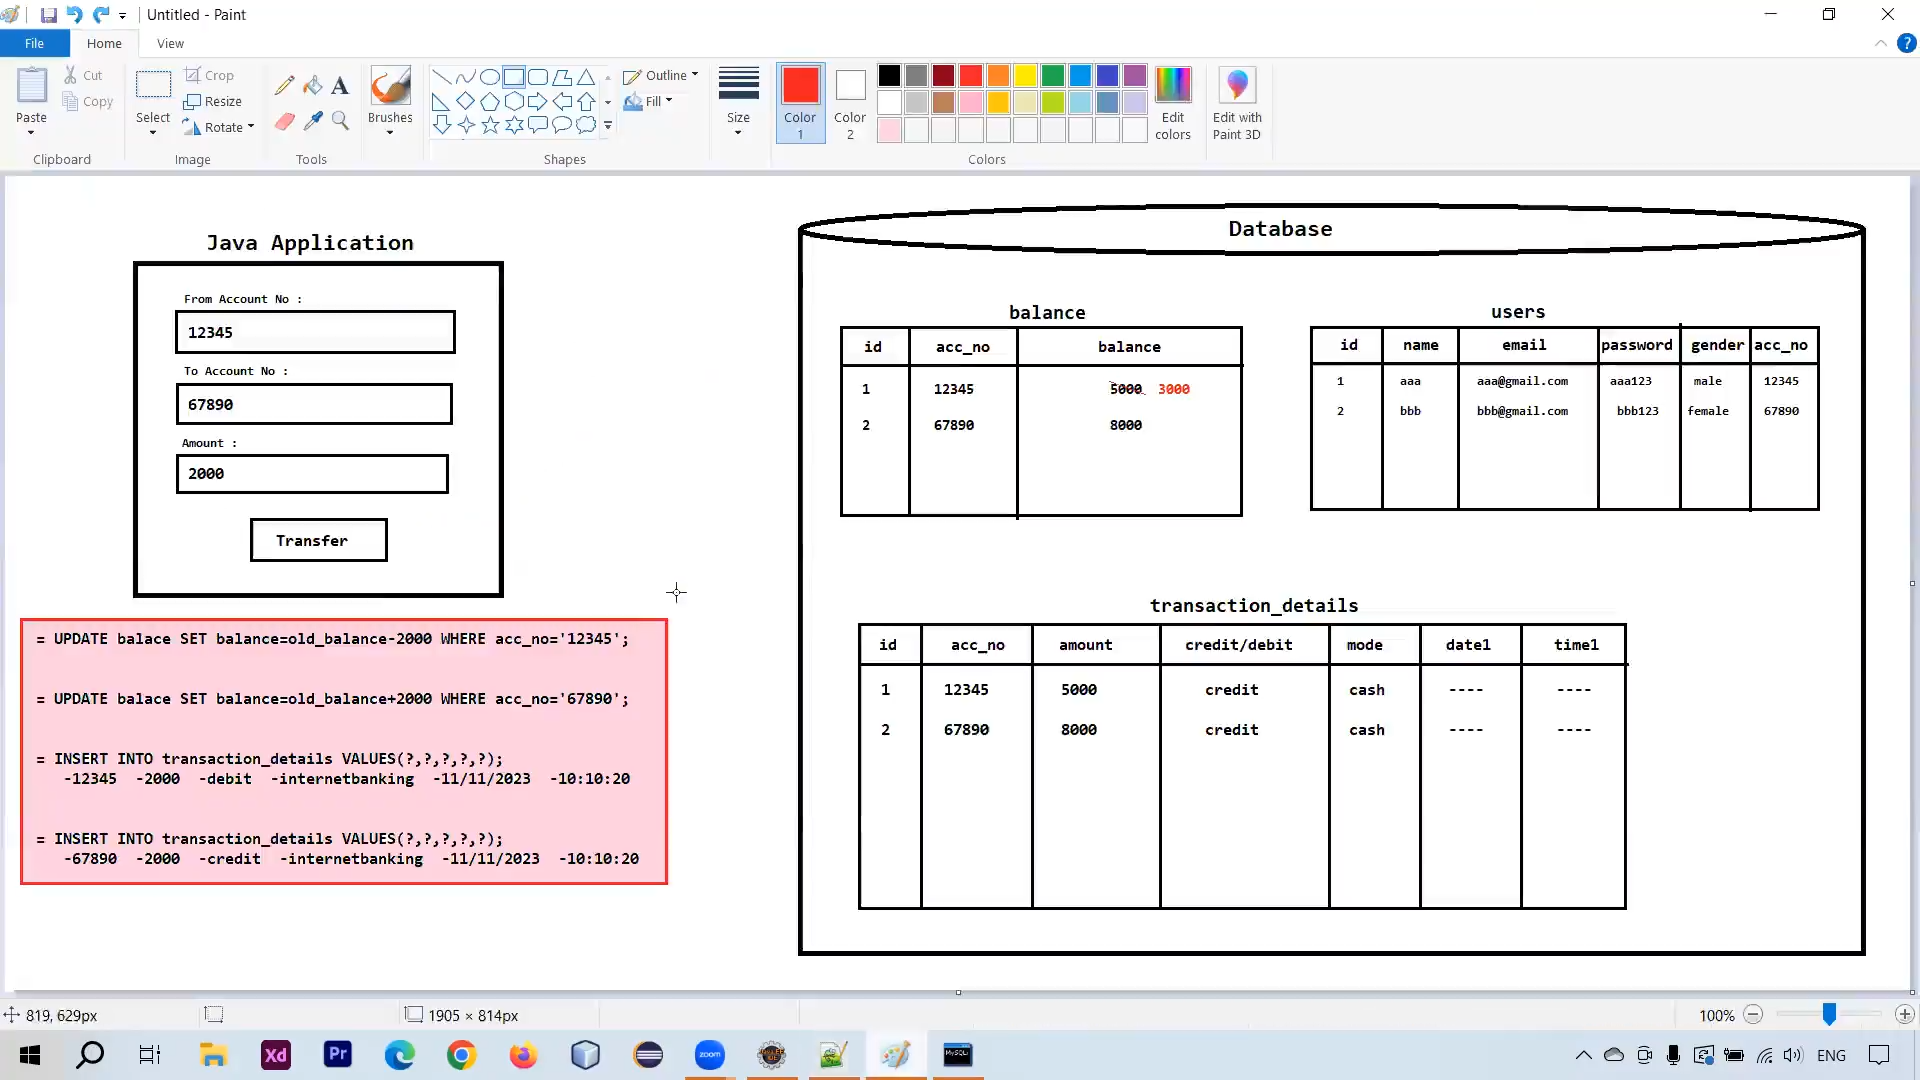 Untitled - Paint
File Home View
Paste
Cut
Copy
Clipboard
Select
Crop
Resize
Rotate
Image
Tools
Brushes
Shapes
Outline
Fill
Size
Color 1
Color 2
Colors
Edit colors
Edit with Paint 3D
Java Application
From Account No :
12345
To Account No :
67890
Amount :
2000
Transfer
= UPDATE balace SET balance=old_balance-2000 WHERE acc_no='12345';
= UPDATE balace SET balance=old_balance+2000 WHERE acc_no='67890';
= INSERT INTO transaction_details VALUES(?,?,?,?,?);
-12345 -2000 -debit -internetbanking -11/11/2023 -10:10:20
= INSERT INTO transaction_details VALUES(?,?,?,?,?);
-67890 -2000 -credit -internetbanking -11/11/2023 -10:10:20
Database
balance
id acc_no balance
1 12345 5000 3000
2 67890 8000
users
id name email password gender acc_no
1 aaa aaa@gmail.com aaa123 male 12345
2 bbb bbb@gmail.com bbb123 female 67890
transaction_details
id acc_no amount credit/debit mode date1 time1
1 12345 5000 credit cash ---- ----
2 67890 8000 credit cash ---- ----
819, 629px
1905 × 814px
100%
Xd
Pr
zoom
MySQL
ENG